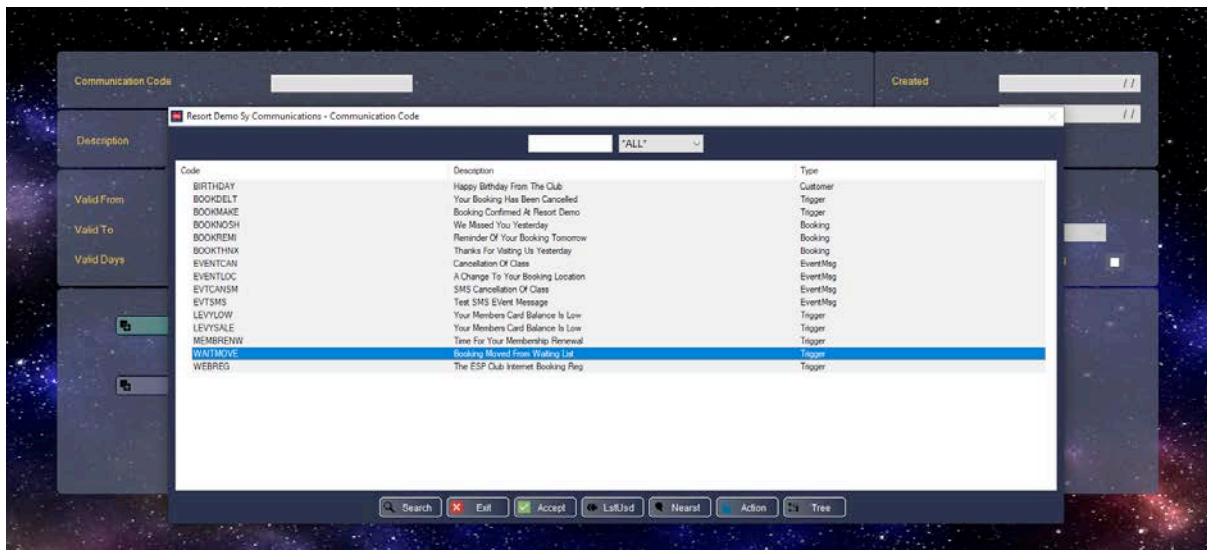 Communication Code
Created
/ /
Resort Demo Sy Communications - Communication Code
/ /
Description
"ALL"
Code Description Type
BIRTHDAY Happy Birthday From The Club Customer
BOOKDELT Your Booking Has Been Cancelled Trigger
BOOKMAKE Booking Confirmed At Resort Demo Trigger
BOOKNOSH We Missed You Yesterday Booking
BOOKREMI Reminder Of Your Booking Tomorrow Booking
BOOKTHNX Thanks For Visiting Us Yesterday Booking
EVENTCAN Cancellation Of Class EventMsg
EVENTLOC A Change To Your Booking Location EventMsg
EVTCANSM SMS Cancellation Of Class EventMsg
EVTSMS Test SMS EVent Message EventMsg
LEVYLOW Your Members Card Balance Is Low Trigger
LEVYSALE Your Members Card Balance Is Low Trigger
MEMBRENW Time For Your Membership Renewal Trigger
WAITMOVE Booking Moved From Waiting List Trigger
WEBREG The ESP Club Internet Booking Reg Trigger
Valid From
Valid To
Valid Days
Search Exit Accept LstUsd Nearst Action Tree